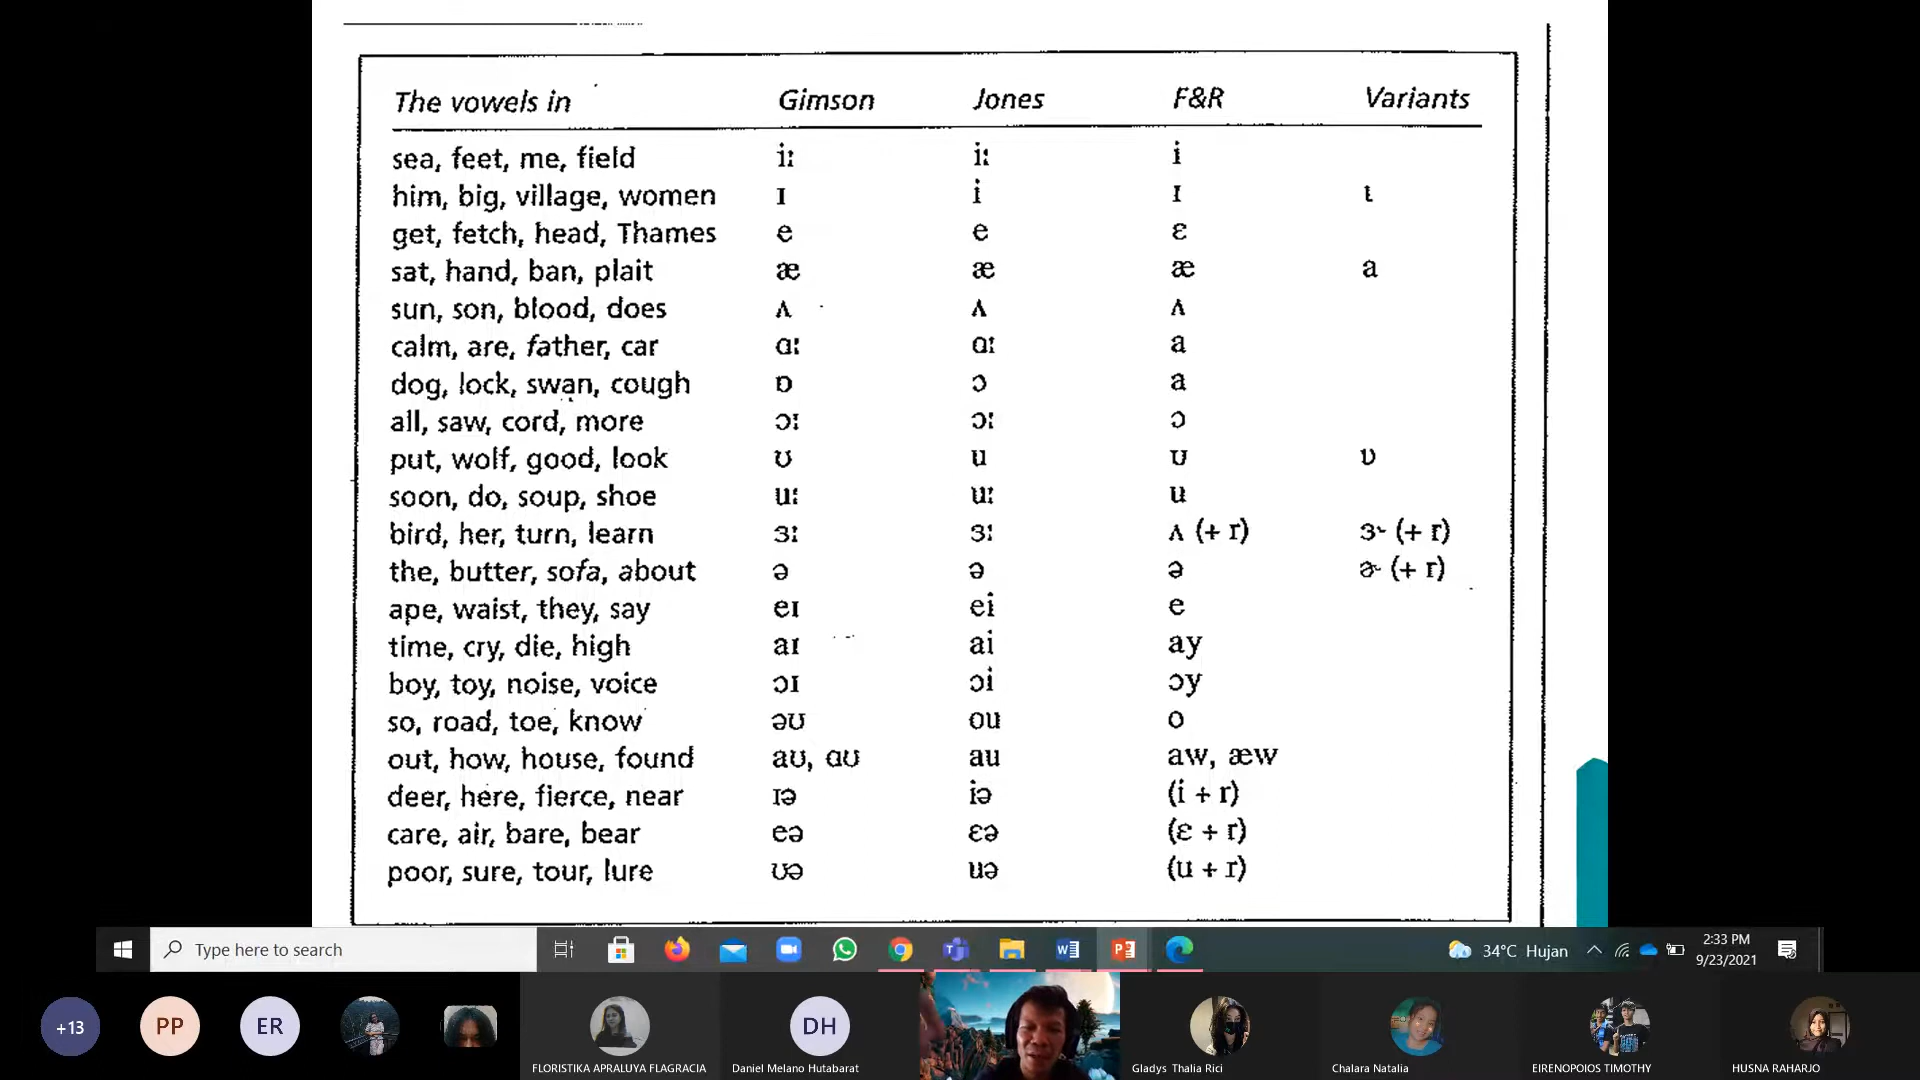 The vowels in Gimson Jones F&R Variants
sea, feet, me, field iː iː i
him, big, village, women ɪ i ɪ ɩ
get, fetch, head, Thames e e ɛ
sat, hand, ban, plait æ æ æ a
sun, son, blood, does ʌ ʌ ʌ
calm, are, father, car ɑː ɑː a
dog, lock, swan, cough ɒ ɔ a
all, saw, cord, more ɔː ɔː ɔ
put, wolf, good, look ʊ u ʊ ʋ
soon, do, soup, shoe uː uː u
bird, her, turn, learn ɜː ɜː ʌ (+ r) ɝ (+ r)
the, butter, sofa, about ə ə ə ɚ (+ r)
ape, waist, they, say eɪ ei e
time, cry, die, high aɪ ai ay
boy, toy, noise, voice ɔɪ ɔi ɔy
so, road, toe, know əʊ ou o
out, how, house, found aʊ, ɑʊ au aw, æw
deer, here, fierce, near ɪə iə (i + r)
care, air, bare, bear eə ɛə (ɛ + r)
poor, sure, tour, lure ʊə uə (u + r)
Type here to search
34°C Hujan
2:33 PM
9/23/2021
+13
PP
ER
DH
FLORISTIKA APRALUYA FLAGRACIA
Daniel Melano Hutabarat
Gladys Thalia Rici
Chalara Natalia
EIRENOPOIOS TIMOTHY
HUSNA RAHARJO